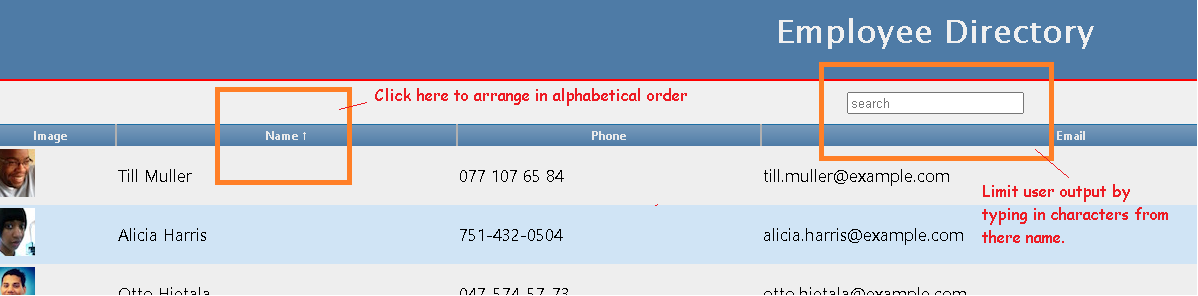 Employee Directory
Click here to arrange in alphabetical order
search
Image Name ↑ Phone Email
Till Muller 077 107 65 84 till.muller@example.com
Limit user output by
typing in characters from
there name.
Alicia Harris 751-432-0504 alicia.harris@example.com
Otto Hietala 047-574-57-73 otto.hietala@example.com